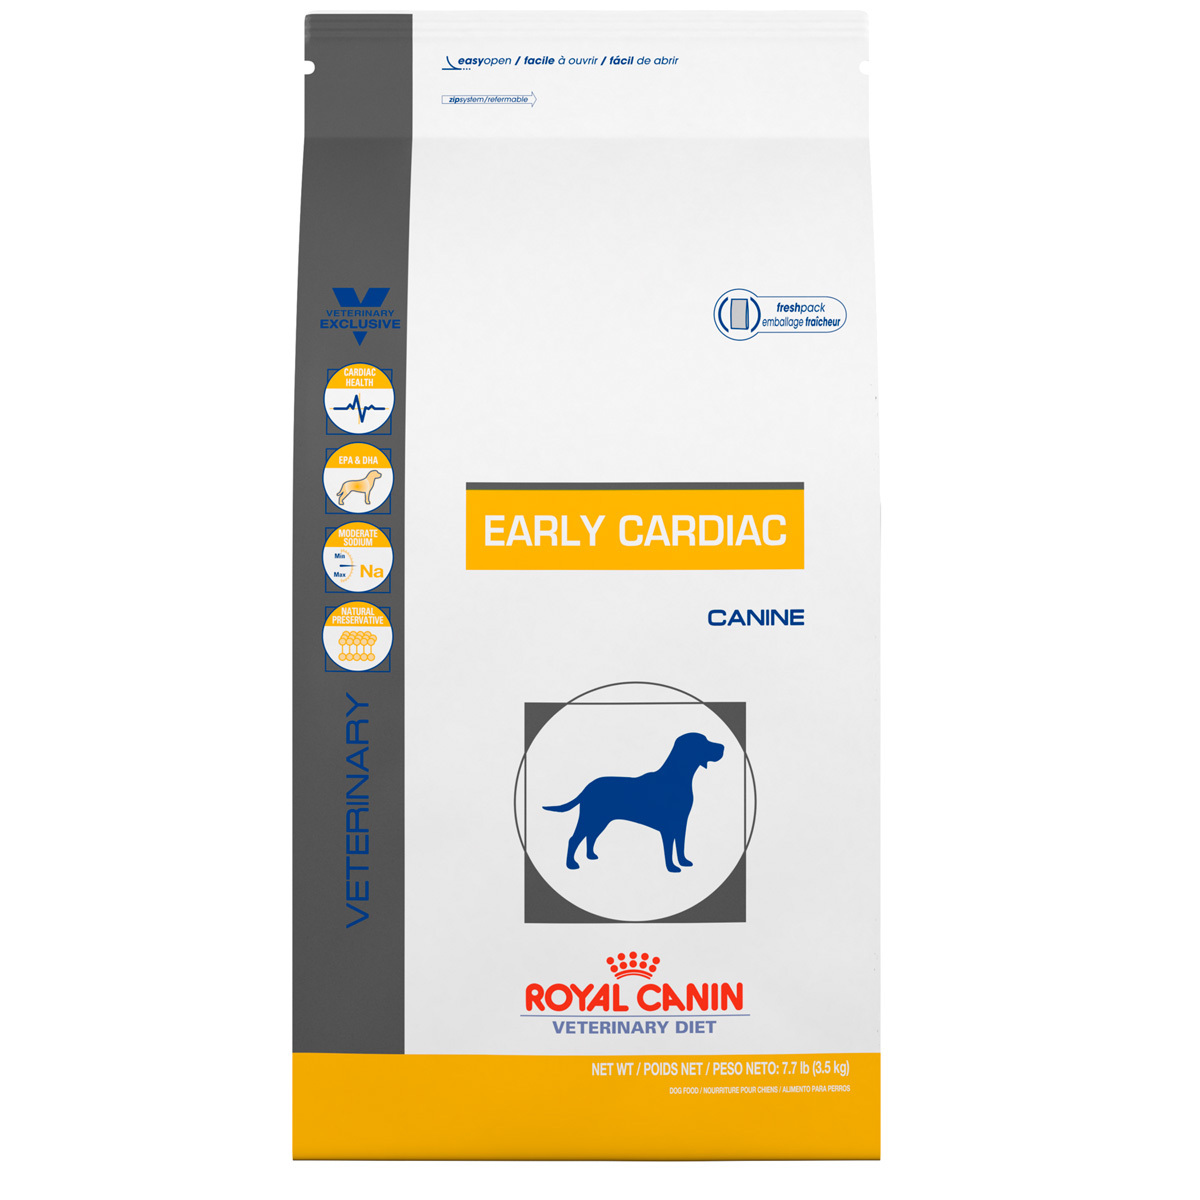 easyopen / facile à ouvrir / fácil de abrir
zipsystem/refermable
freshpack
emballage fraîcheur
VETERINARY
EXCLUSIVE
CARDIAC
HEALTH
EPA & DHA
MODERATE
SODIUM
Min
Max
Na
NATURAL
PRESERVATIVE
VETERINARY
EARLY CARDIAC
CANINE
ROYAL CANIN
VETERINARY DIET
NET WT / POIDS NET / PESO NETO: 7.7 lb (3.5 kg)
DOG FOOD / NOURRITURE POUR CHIENS / ALIMENTO PARA PERROS